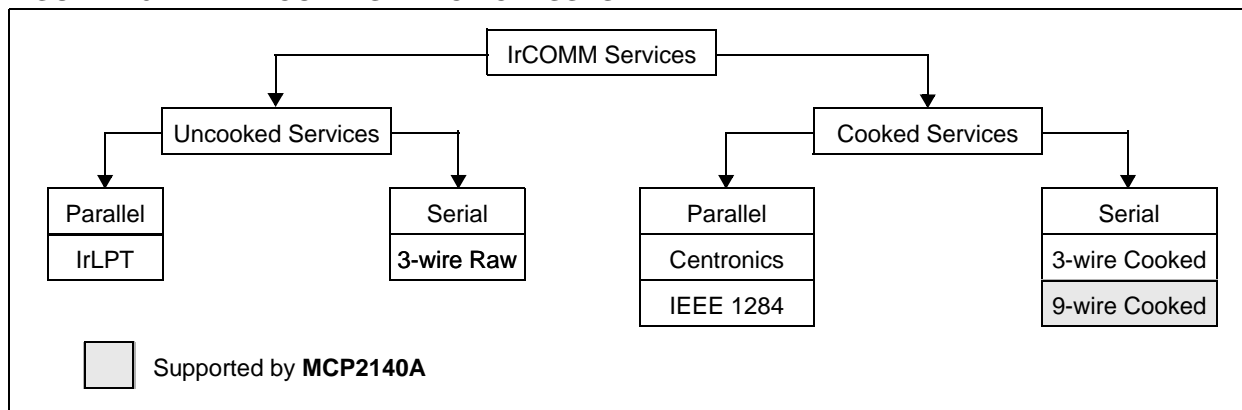 IrCOMM Services
Uncooked Services
Cooked Services
Parallel
IrLPT
Serial
3-wire Raw
Parallel
Centronics
IEEE 1284
Serial
3-wire Cooked
9-wire Cooked
Supported by MCP2140A